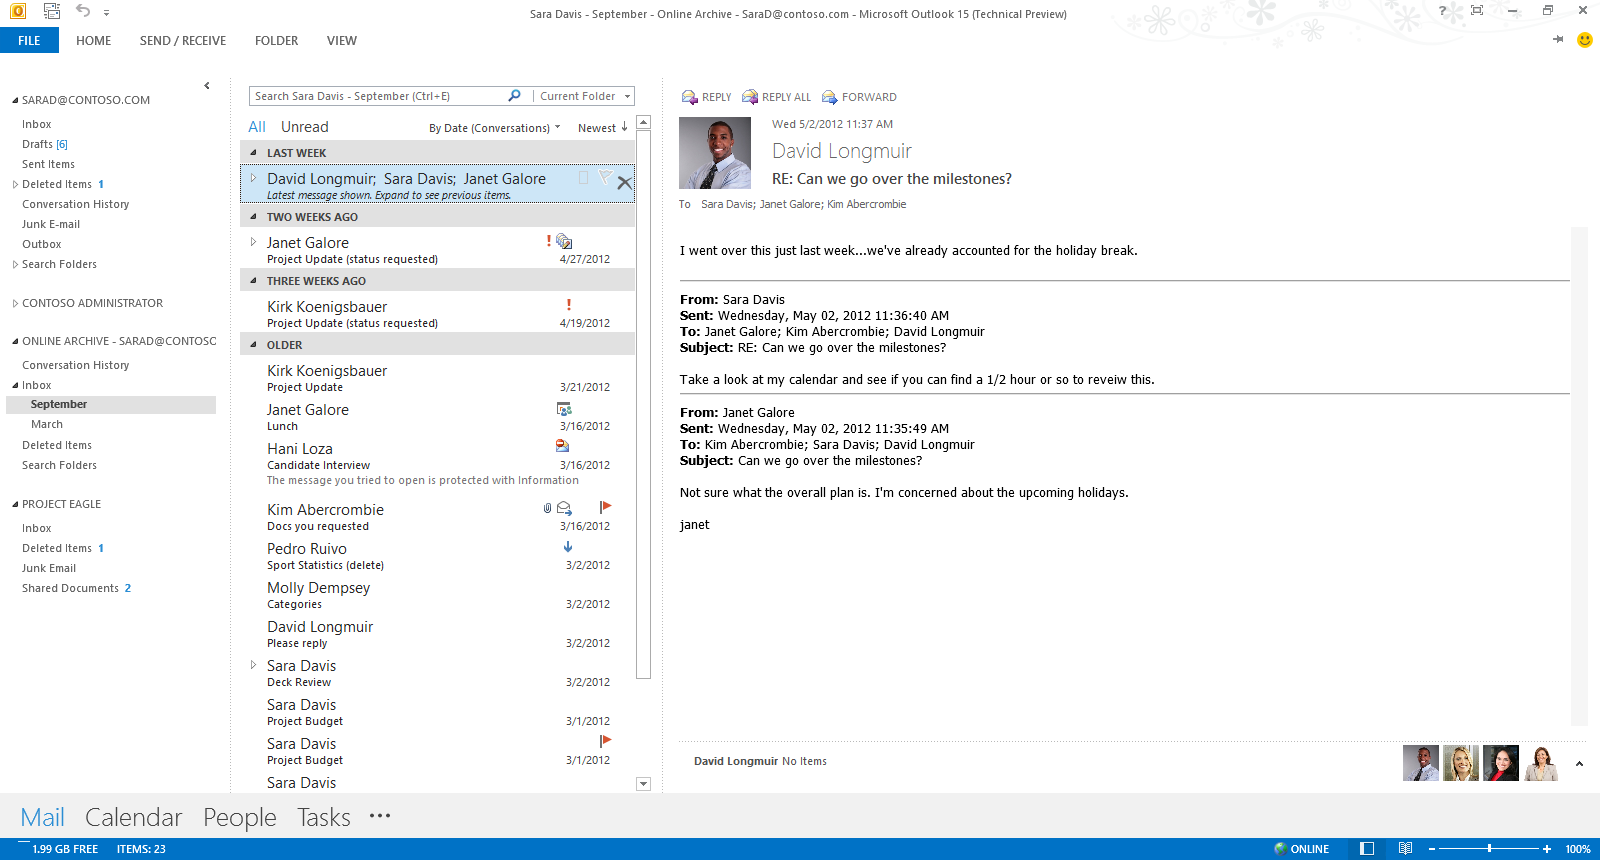 Sara Davis - September - Online Archive - SaraD@contoso.com - Microsoft Outlook 15 (Technical Preview)
?
FILE HOME SEND / RECEIVE FOLDER VIEW
SARAD@CONTOSO.COM
Inbox
Drafts [6]
Sent Items
Deleted Items 1
Conversation History
Junk E-mail
Outbox
Search Folders
CONTOSO ADMINISTRATOR
ONLINE ARCHIVE - SARAD@CONTOSO
Conversation History
Inbox
September
March
Deleted Items
Search Folders
PROJECT EAGLE
Inbox
Deleted Items 1
Junk Email
Shared Documents 2
Search Sara Davis - September (Ctrl+E) Current Folder
All Unread By Date (Conversations) Newest
LAST WEEK
David Longmuir; Sara Davis; Janet Galore
Latest message shown. Expand to see previous items.
TWO WEEKS AGO
Janet Galore
Project Update (status requested) 4/27/2012
THREE WEEKS AGO
Kirk Koenigsbauer
Project Update (status requested) 4/19/2012
OLDER
Kirk Koenigsbauer
Project Update 3/21/2012
Janet Galore
Lunch 3/16/2012
Hani Loza
Candidate Interview 3/16/2012
The message you tried to open is protected with Information
Kim Abercrombie
Docs you requested 3/16/2012
Pedro Ruivo
Sport Statistics (delete) 3/2/2012
Molly Dempsey
Categories 3/2/2012
David Longmuir
Please reply 3/2/2012
Sara Davis
Deck Review 3/2/2012
Sara Davis
Project Budget 3/1/2012
Sara Davis
Project Budget 3/1/2012
Sara Davis
REPLY REPLY ALL FORWARD
Wed 5/2/2012 11:37 AM
David Longmuir
RE: Can we go over the milestones?
To Sara Davis; Janet Galore; Kim Abercrombie
I went over this just last week...we've already accounted for the holiday break.
From: Sara Davis
Sent: Wednesday, May 02, 2012 11:36:40 AM
To: Janet Galore; Kim Abercrombie; David Longmuir
Subject: RE: Can we go over the milestones?
Take a look at my calendar and see if you can find a 1/2 hour or so to reveiw this.
From: Janet Galore
Sent: Wednesday, May 02, 2012 11:35:49 AM
To: Kim Abercrombie; Sara Davis; David Longmuir
Subject: Can we go over the milestones?
Not sure what the overall plan is. I'm concerned about the upcoming holidays.
janet
David Longmuir No Items
Mail Calendar People Tasks •••
1.99 GB FREE ITEMS: 23 ONLINE 100%